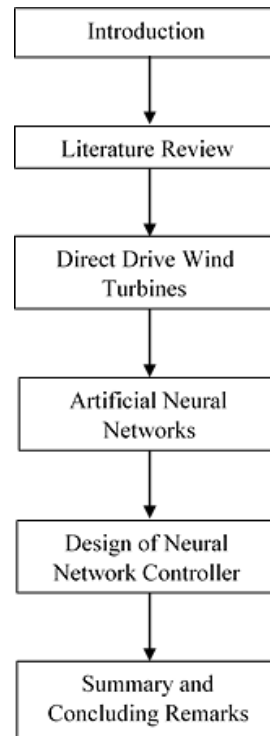 Introduction
Literature Review
Direct Drive Wind
Turbines
Artificial Neural
Networks
Design of Neural
Network Controller
Summary and
Concluding Remarks